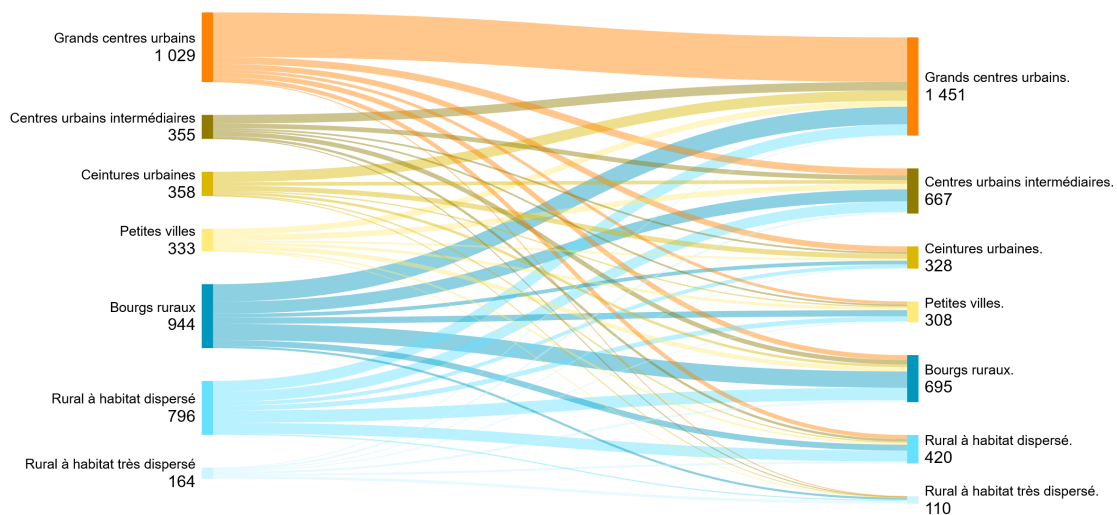 Grands centres urbains
1 029
Centres urbains intermédiaires
355
Ceintures urbaines
358
Petites villes
333
Bourgs ruraux
944
Rural à habitat dispersé
796
Rural à habitat très dispersé
164
Grands centres urbains.
1 451
Centres urbains intermédiaires.
667
Ceintures urbaines.
328
Petites villes.
308
Bourgs ruraux.
695
Rural à habitat dispersé.
420
Rural à habitat très dispersé.
110